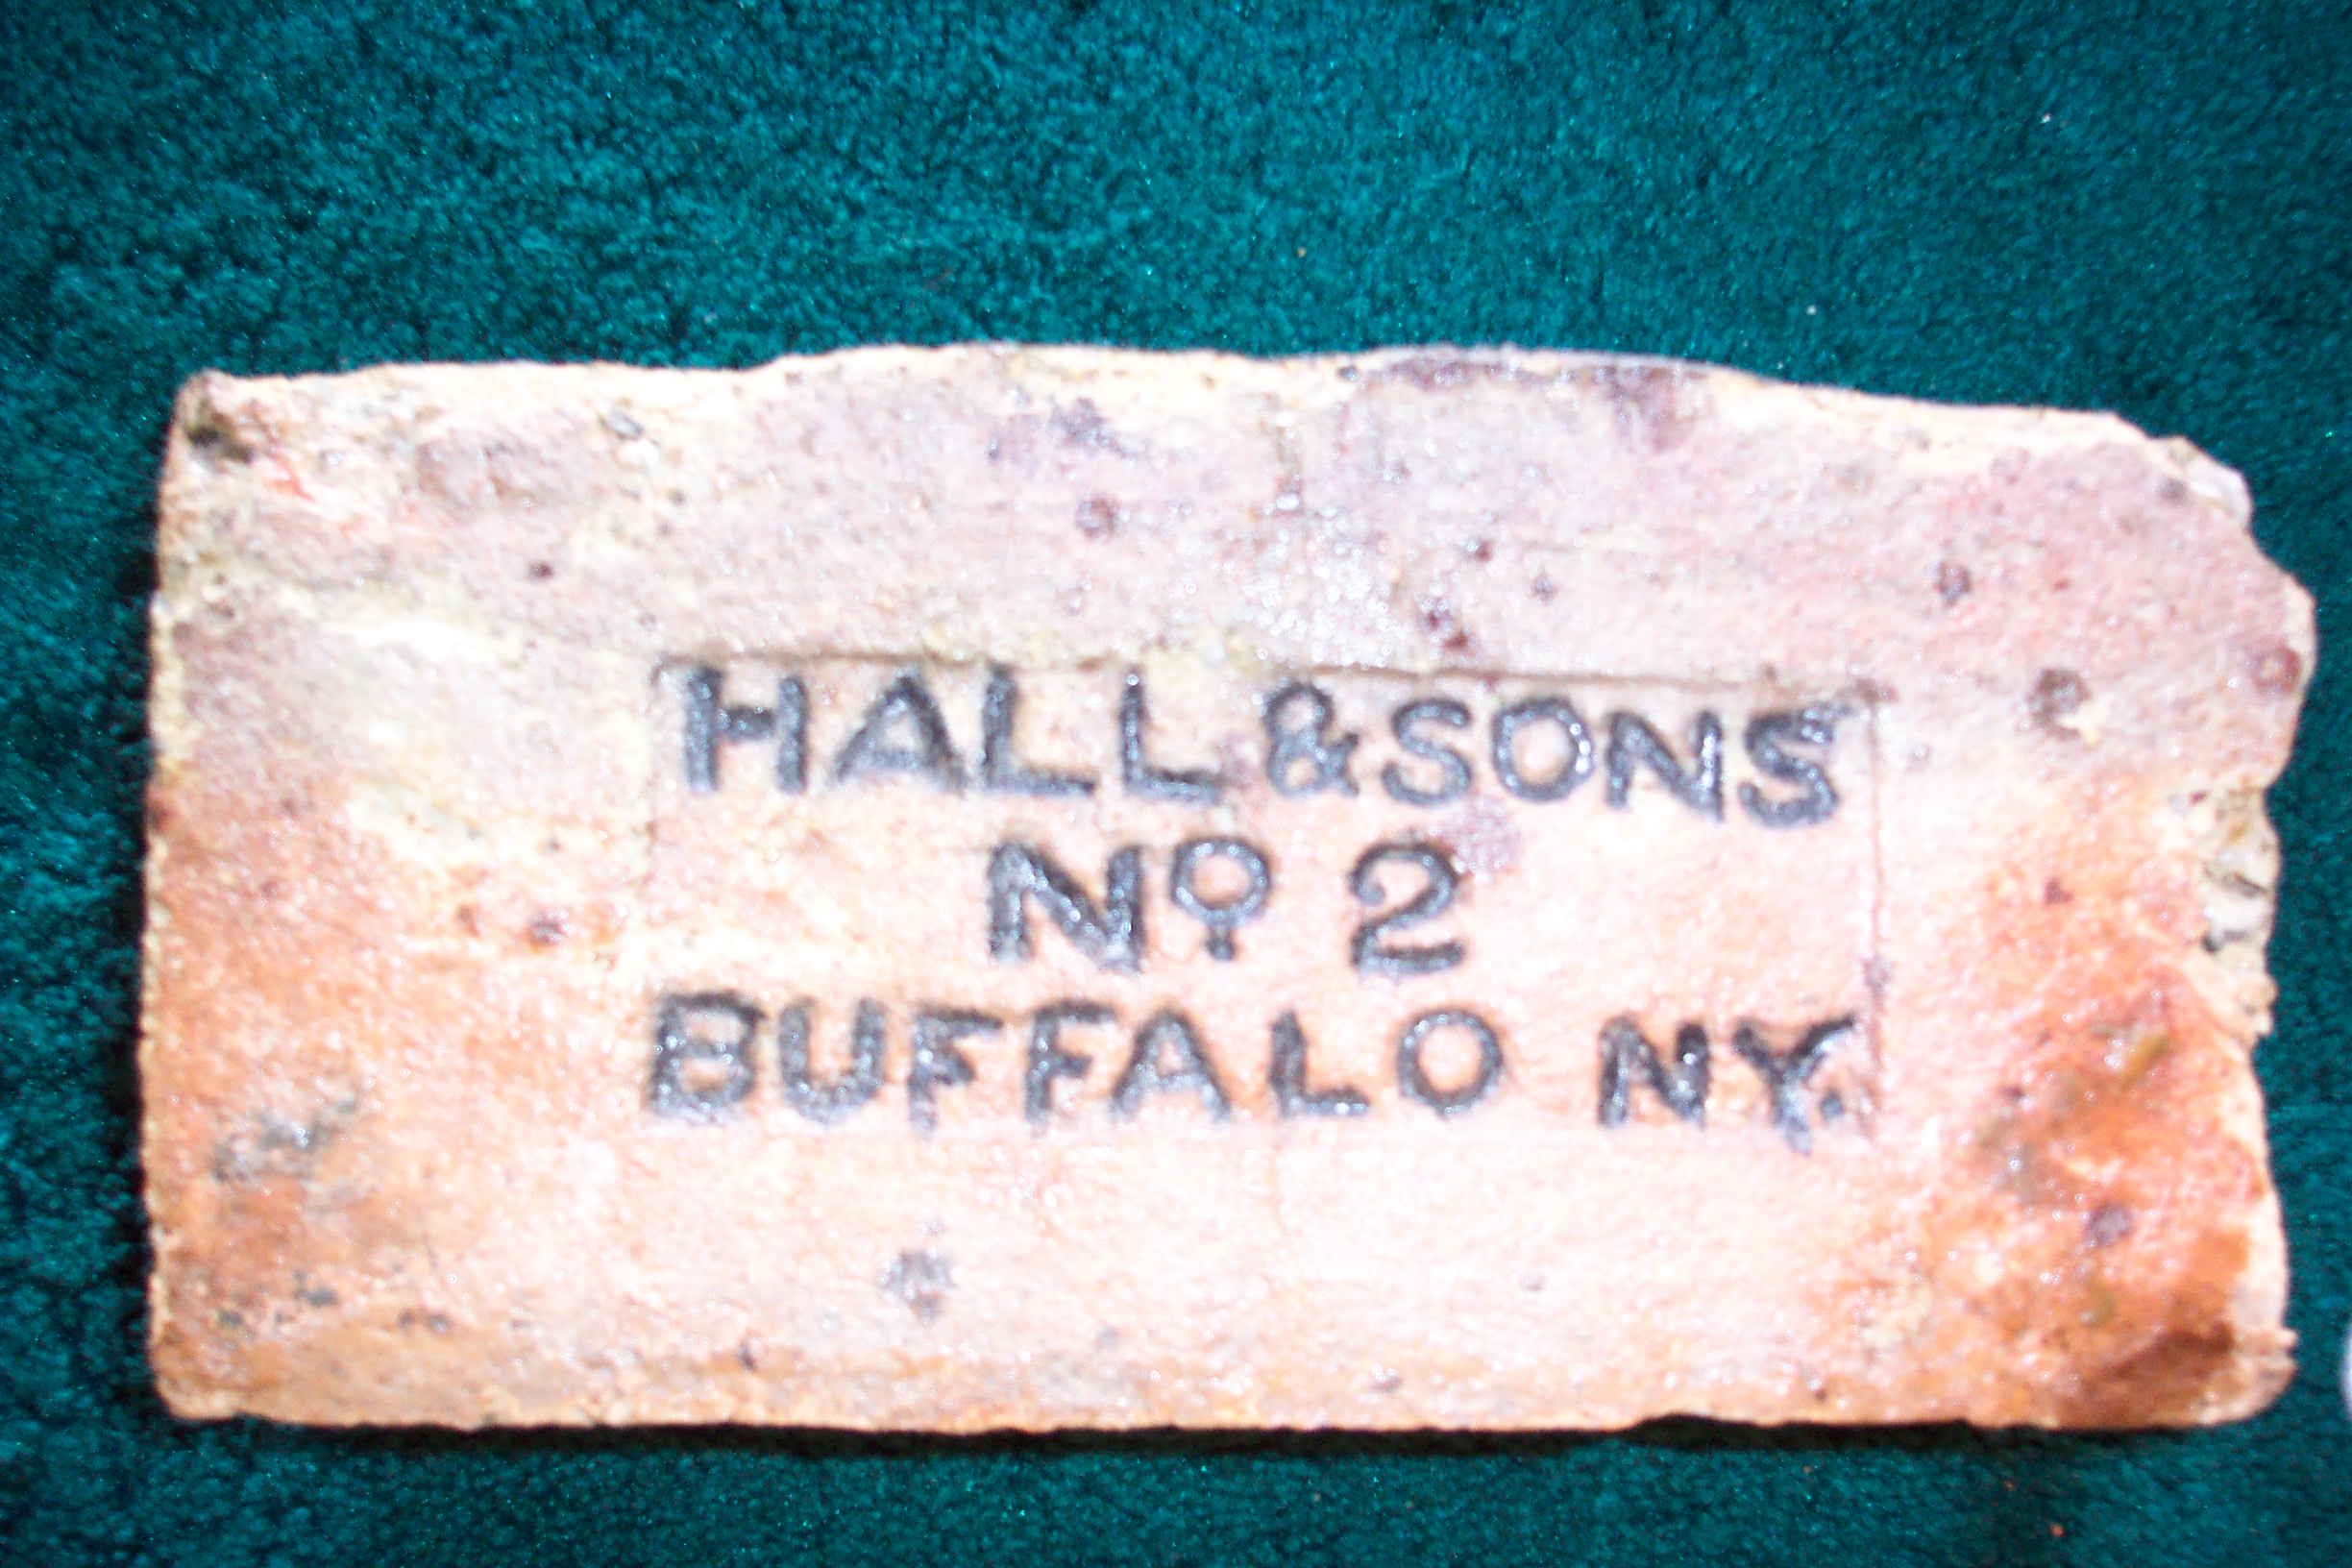 HALL & SONS
Nº 2
BUFFALO NY.